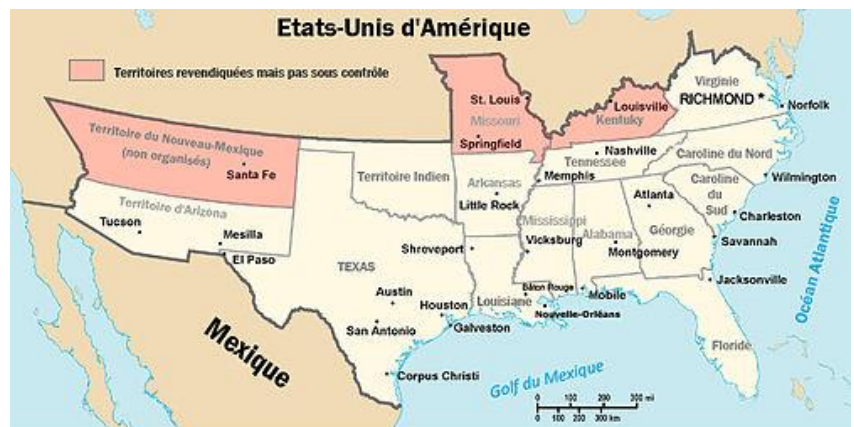 Etats-Unis d'Amérique
Territoires revendiquées mais pas sous contrôle
Virginie
RICHMOND
Norfolk
St. Louis
Missouri
Springfield
Louisville
Kentuky
Territoire du Nouveau-Mexique
(non organisés)
Santa Fe
Nashville
Tennessee
Memphis
Caroline du Nord
Wilmington
Territoire Indien
Arkansas
Little Rock
Atlanta
Caroline
du
Sud
Charleston
Territoire d'Arizona
Tucson
Mesilla
El Paso
Mississippi
Vicksburg
Alabama
Montgomery
Géorgie
Savannah
Shreveport
TEXAS
Austin
Houston
San Antonio
Galveston
Louisiane
Bâton Rouge
Nouvelle-Orléans
Mobile
Jacksonville
Floride
Océan Atlantique
Mexique
Corpus Christi
Golf du Mexique
0 100 200 300 mi
0 100 200 300 km